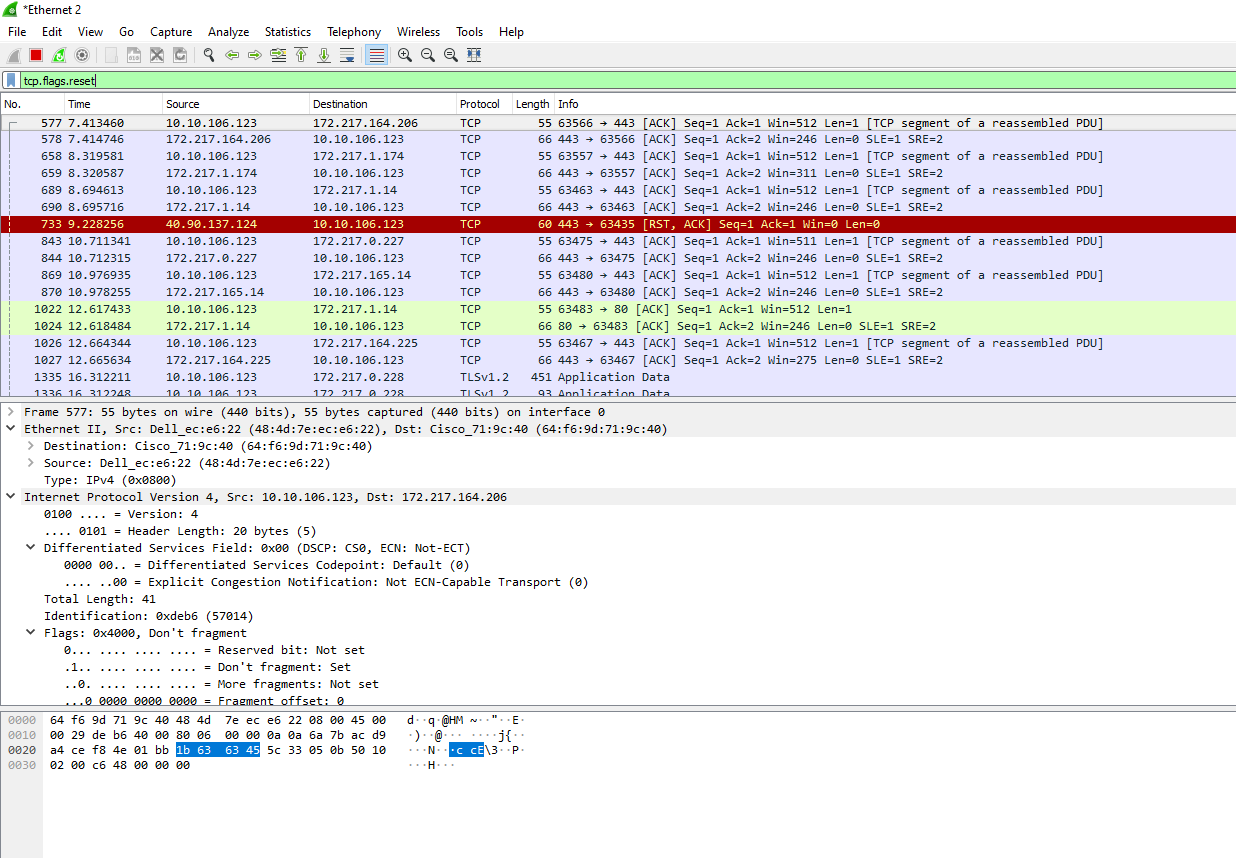 *Ethernet 2
File Edit View Go Capture Analyze Statistics Telephony Wireless Tools Help
tcp.flags.reset
No. Time Source Destination Protocol Length Info
577 7.413460 10.10.106.123 172.217.164.206 TCP 55 63566 → 443 [ACK] Seq=1 Ack=1 Win=512 Len=1 [TCP segment of a reassembled PDU]
578 7.414746 172.217.164.206 10.10.106.123 TCP 66 443 → 63566 [ACK] Seq=1 Ack=2 Win=246 Len=0 SLE=1 SRE=2
658 8.319581 10.10.106.123 172.217.1.174 TCP 55 63557 → 443 [ACK] Seq=1 Ack=1 Win=512 Len=1 [TCP segment of a reassembled PDU]
659 8.320587 172.217.1.174 10.10.106.123 TCP 66 443 → 63557 [ACK] Seq=1 Ack=2 Win=311 Len=0 SLE=1 SRE=2
689 8.694613 10.10.106.123 172.217.1.14 TCP 55 63463 → 443 [ACK] Seq=1 Ack=1 Win=512 Len=1 [TCP segment of a reassembled PDU]
690 8.695716 172.217.1.14 10.10.106.123 TCP 66 443 → 63463 [ACK] Seq=1 Ack=2 Win=246 Len=0 SLE=1 SRE=2
733 9.228256 40.90.137.124 10.10.106.123 TCP 60 443 → 63435 [RST, ACK] Seq=1 Ack=1 Win=0 Len=0
843 10.711341 10.10.106.123 172.217.0.227 TCP 55 63475 → 443 [ACK] Seq=1 Ack=1 Win=511 Len=1 [TCP segment of a reassembled PDU]
844 10.712315 172.217.0.227 10.10.106.123 TCP 66 443 → 63475 [ACK] Seq=1 Ack=2 Win=246 Len=0 SLE=1 SRE=2
869 10.976935 10.10.106.123 172.217.165.14 TCP 55 63480 → 443 [ACK] Seq=1 Ack=1 Win=512 Len=1 [TCP segment of a reassembled PDU]
870 10.978255 172.217.165.14 10.10.106.123 TCP 66 443 → 63480 [ACK] Seq=1 Ack=2 Win=246 Len=0 SLE=1 SRE=2
1022 12.617433 10.10.106.123 172.217.1.14 TCP 55 63483 → 80 [ACK] Seq=1 Ack=1 Win=512 Len=1
1024 12.618484 172.217.1.14 10.10.106.123 TCP 66 80 → 63483 [ACK] Seq=1 Ack=2 Win=246 Len=0 SLE=1 SRE=2
1026 12.664344 10.10.106.123 172.217.164.225 TCP 55 63467 → 443 [ACK] Seq=1 Ack=1 Win=512 Len=1 [TCP segment of a reassembled PDU]
1027 12.665634 172.217.164.225 10.10.106.123 TCP 66 443 → 63467 [ACK] Seq=1 Ack=2 Win=275 Len=0 SLE=1 SRE=2
1335 16.312211 10.10.106.123 172.217.0.228 TLSv1.2 451 Application Data
1336 16.312248 10.10.106.123 172.217.0.228 TLSv1.2 93 Application Data
Frame 577: 55 bytes on wire (440 bits), 55 bytes captured (440 bits) on interface 0
Ethernet II, Src: Dell_ec:e6:22 (48:4d:7e:ec:e6:22), Dst: Cisco_71:9c:40 (64:f6:9d:71:9c:40)
Destination: Cisco_71:9c:40 (64:f6:9d:71:9c:40)
Source: Dell_ec:e6:22 (48:4d:7e:ec:e6:22)
Type: IPv4 (0x0800)
Internet Protocol Version 4, Src: 10.10.106.123, Dst: 172.217.164.206
0100 .... = Version: 4
.... 0101 = Header Length: 20 bytes (5)
Differentiated Services Field: 0x00 (DSCP: CS0, ECN: Not-ECT)
0000 00.. = Differentiated Services Codepoint: Default (0)
.... ..00 = Explicit Congestion Notification: Not ECN-Capable Transport (0)
Total Length: 41
Identification: 0xdeb6 (57014)
Flags: 0x4000, Don't fragment
0... .... .... .... = Reserved bit: Not set
.1.. .... .... .... = Don't fragment: Set
..0. .... .... .... = More fragments: Not set
...0 0000 0000 0000 = Fragment offset: 0
0000 64 f6 9d 71 9c 40 48 4d 7e ec e6 22 08 00 45 00 d··q·@HM ~··"··E·
0010 00 29 de b6 40 00 80 06 00 00 0a 0a 6a 7b ac d9 ·)··@··· ····j{··
0020 a4 ce f8 4e 01 bb 1b 63 63 45 5c 33 05 0b 50 10 ···N···c cE\3··P·
0030 02 00 c6 48 00 00 00 ···H···